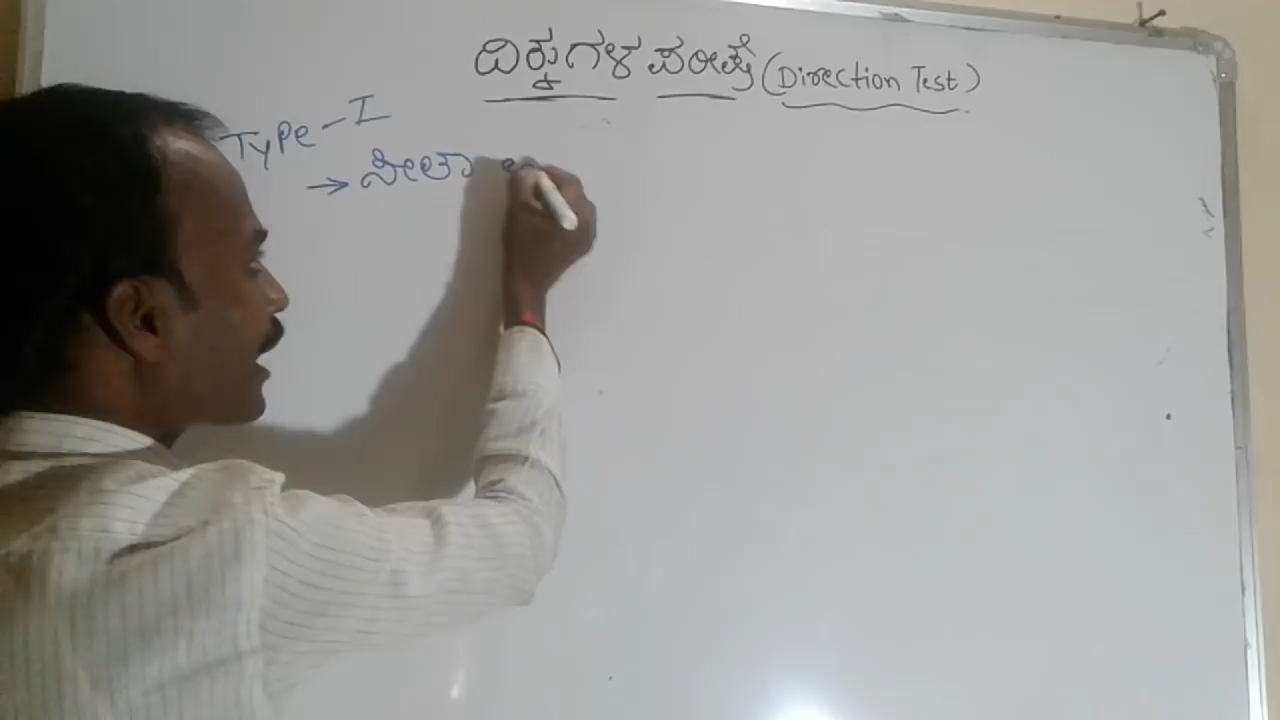 ದಿಕ್ಕುಗಳ ಪರೀಕ್ಷೆ (Direction Test)
Type - I
→ ನೀಲಾ